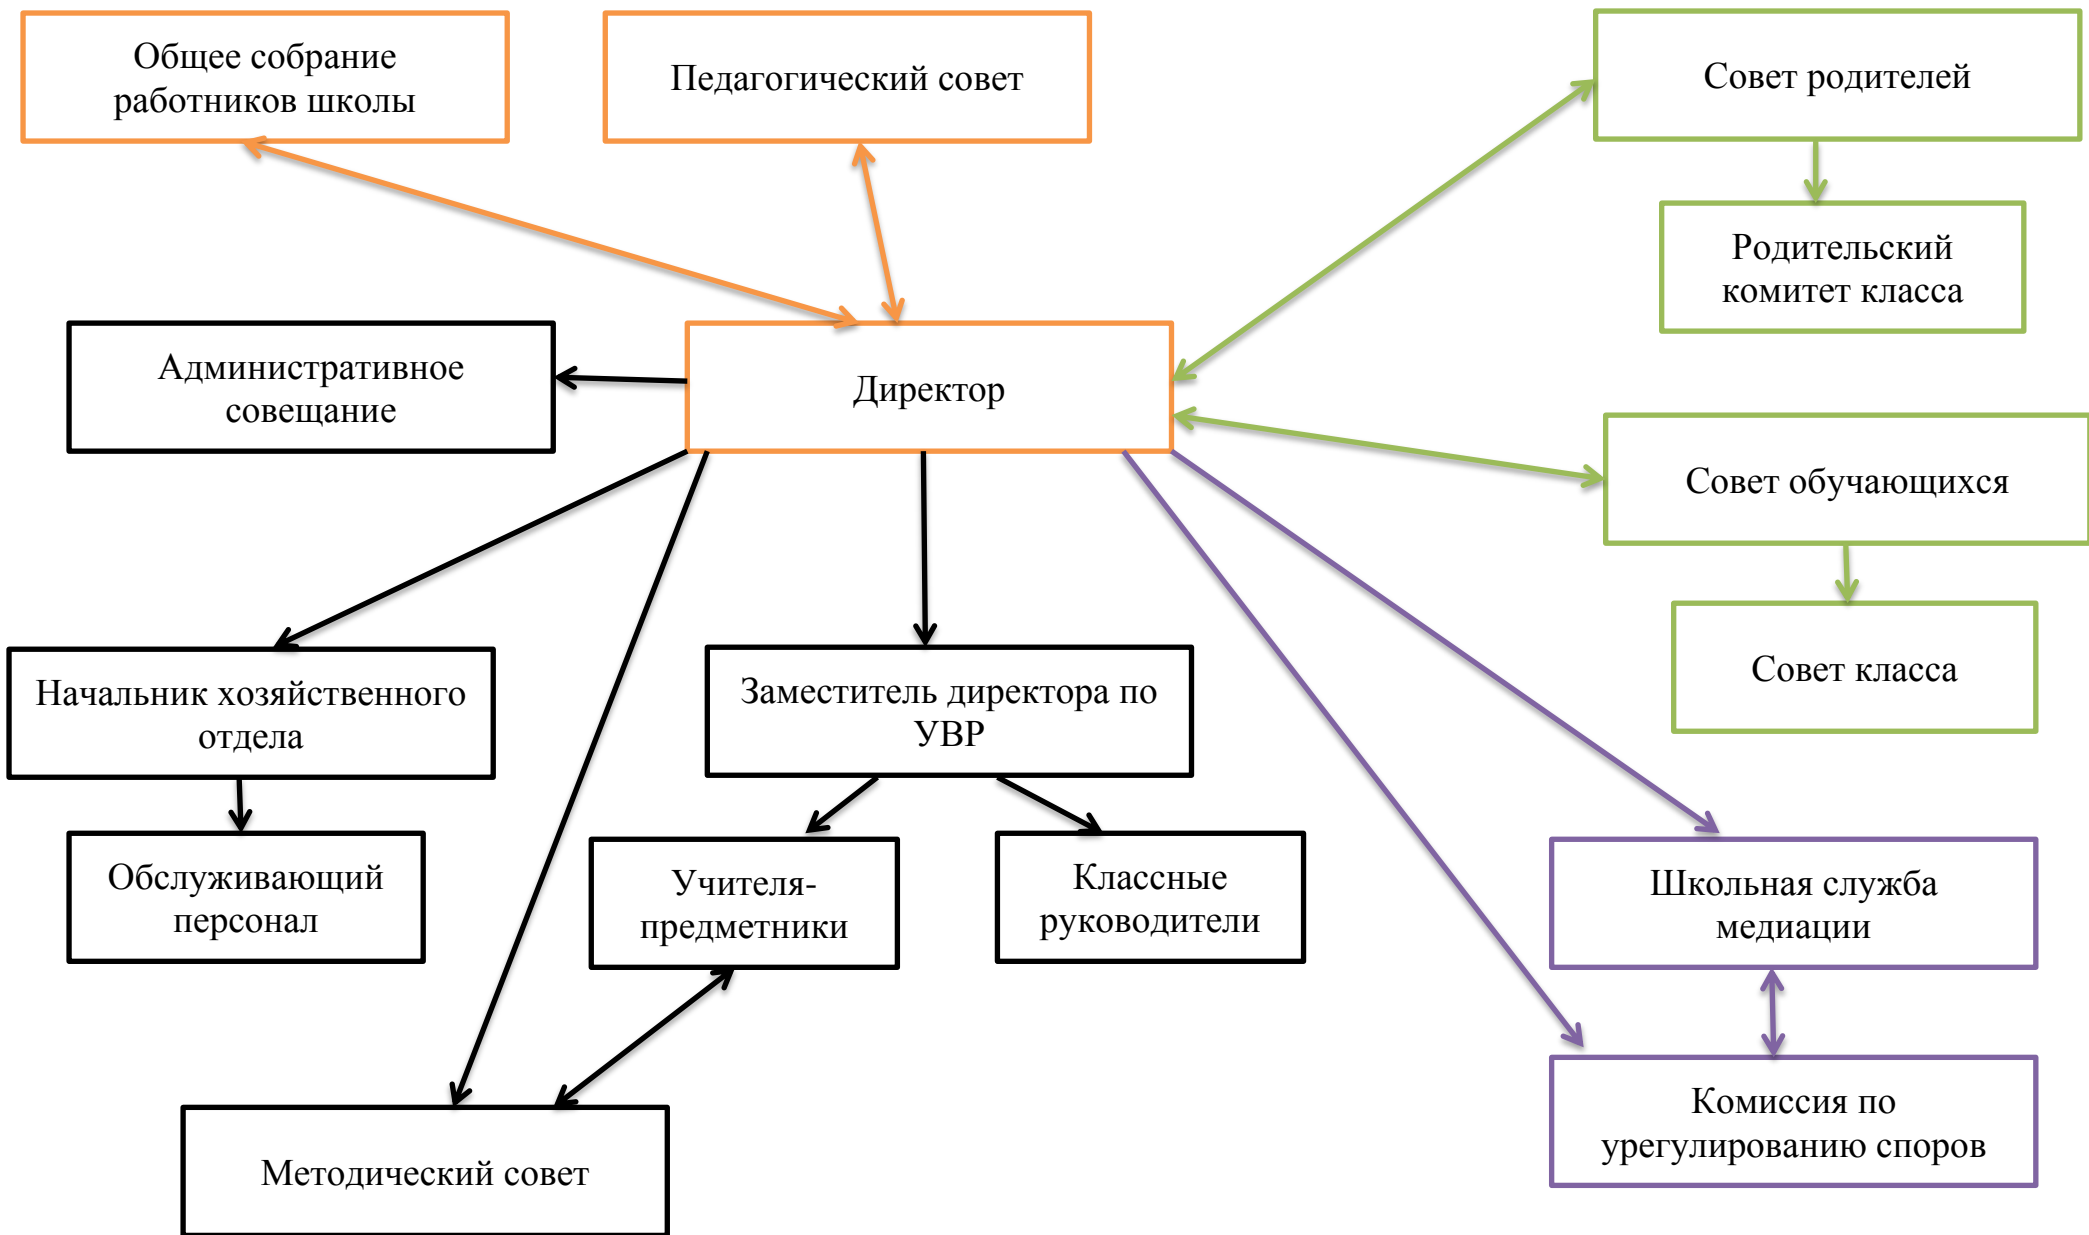 Общее собрание
работников школы
Педагогический совет
Совет родителей
Родительский
комитет класса
Административное
совещание
Директор
Совет обучающихся
Совет класса
Начальник хозяйственного
отдела
Заместитель директора по
УВР
Обслуживающий
персонал
Учителя-
предметники
Классные
руководители
Школьная служба
медиации
Методический совет
Комиссия по
урегулированию споров